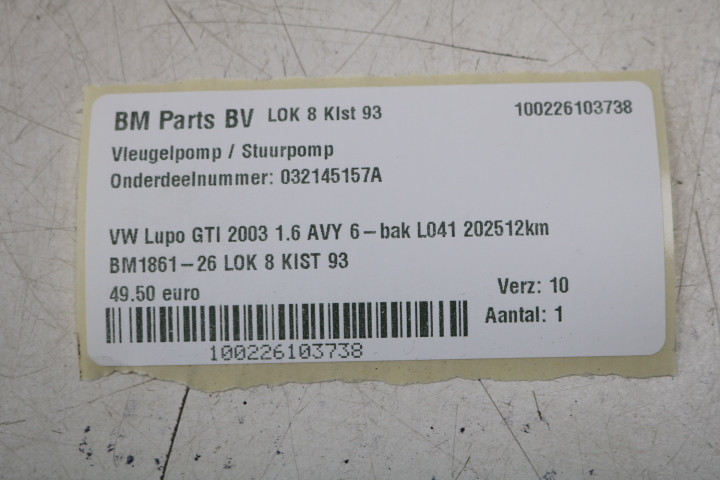 BM Parts BV LOK 8 KIst 93 100226103738
Vleugelpomp / Stuurpomp
Onderdeelnummer: 032145157A
VW Lupo GTI 2003 1.6 AVY 6-bak L041 202512km
BM1861-26 LOK 8 KIST 93
49.50 euro Verz: 10
Aantal: 1
100226103738